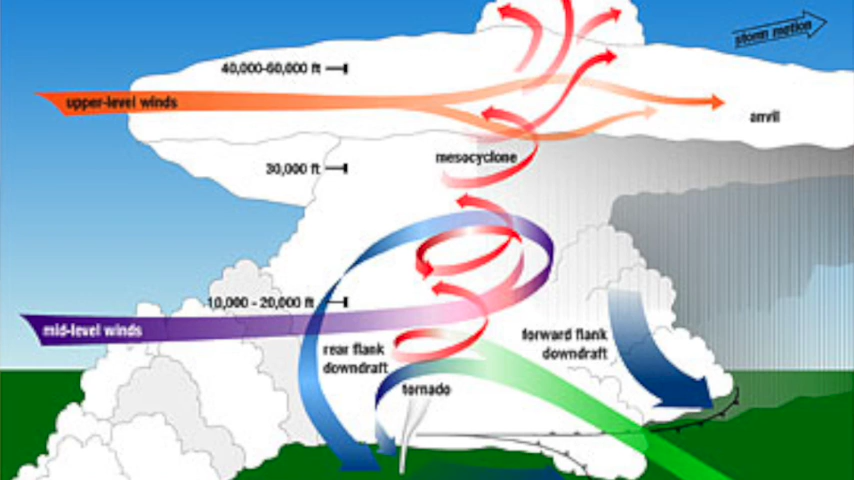 storm motion
40,000-60,000 ft
upper-level winds
anvil
mesocyclone
30,000 ft
10,000 - 20,000 ft
mid-level winds
rear flank
downdraft
forward flank
downdraft
tornado